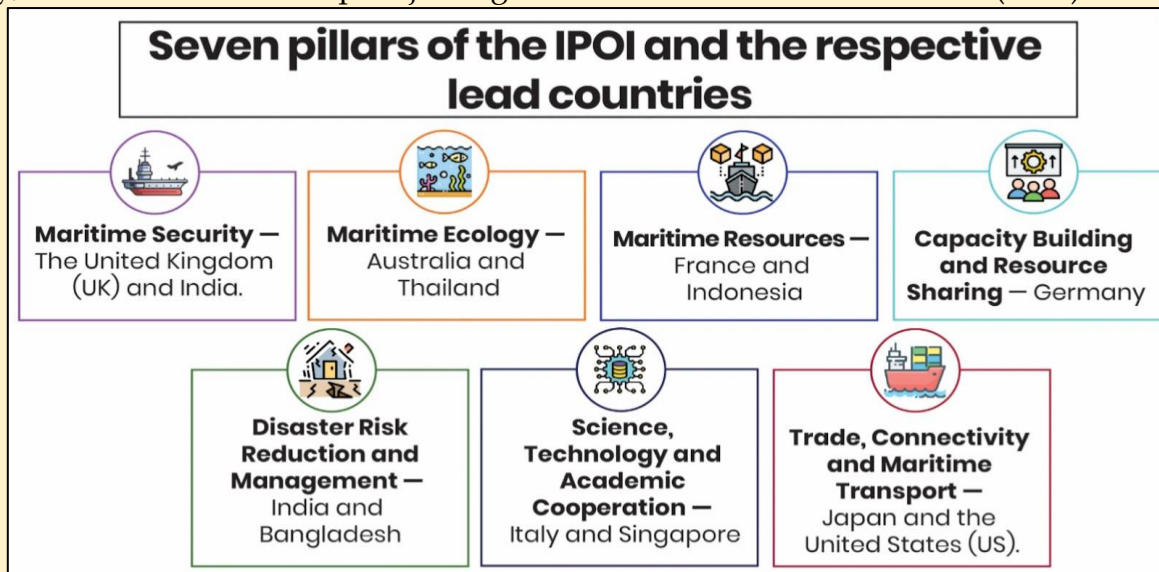 Seven pillars of the IPOI and the respective
lead countries
Maritime Security —
The United Kingdom
(UK) and India.
Maritime Ecology —
Australia and
Thailand
Maritime Resources —
France and
Indonesia
Capacity Building
and Resource
Sharing — Germany
Disaster Risk
Reduction and
Management —
India and
Bangladesh
Science,
Technology and
Academic
Cooperation —
Italy and Singapore
Trade, Connectivity
and Maritime
Transport —
Japan and the
United States (US).